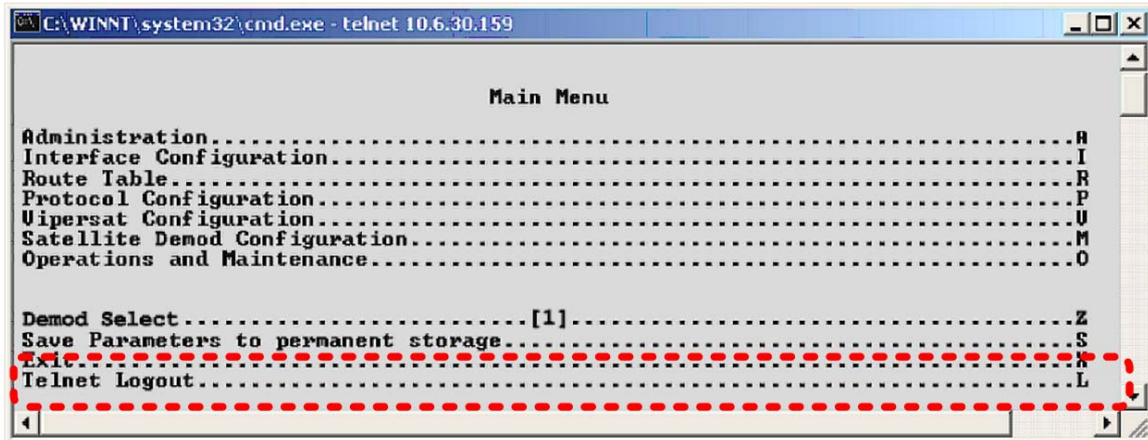 C:\WINNT\system32\cmd.exe - telnet 10.6.30.159
Main Menu
Administration..........................................................................A
Interface Configuration.................................................................I
Route Table.............................................................................R
Protocol Configuration..................................................................P
Vipersat Configuration..................................................................V
Satellite Demod Configuration...........................................................M
Operations and Maintenance..............................................................O
Demod Select..........................[1]......................................Z
Save Parameters to permanent storage....................................................S
Exit....................................................................................X
Telnet Logout...........................................................................L